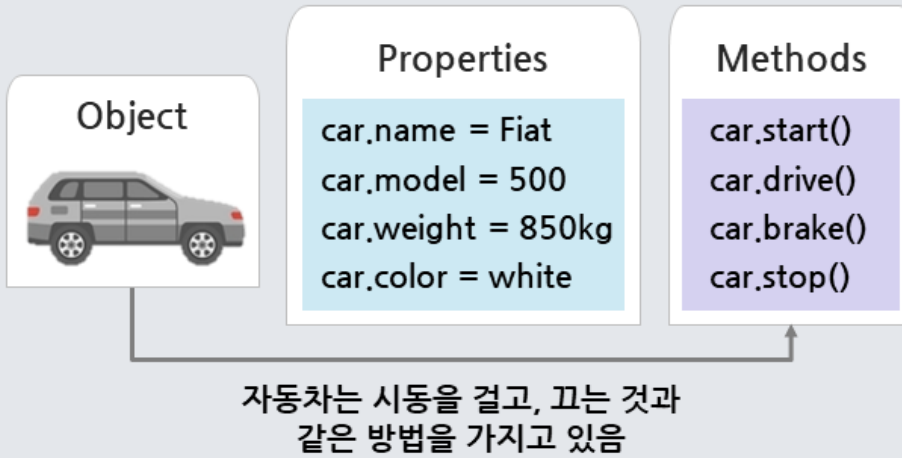 Object
Properties
car.name = Fiat
car.model = 500
car.weight = 850kg
car.color = white
Methods
car.start()
car.drive()
car.brake()
car.stop()
자동차는 시동을 걸고, 끄는 것과
같은 방법을 가지고 있음